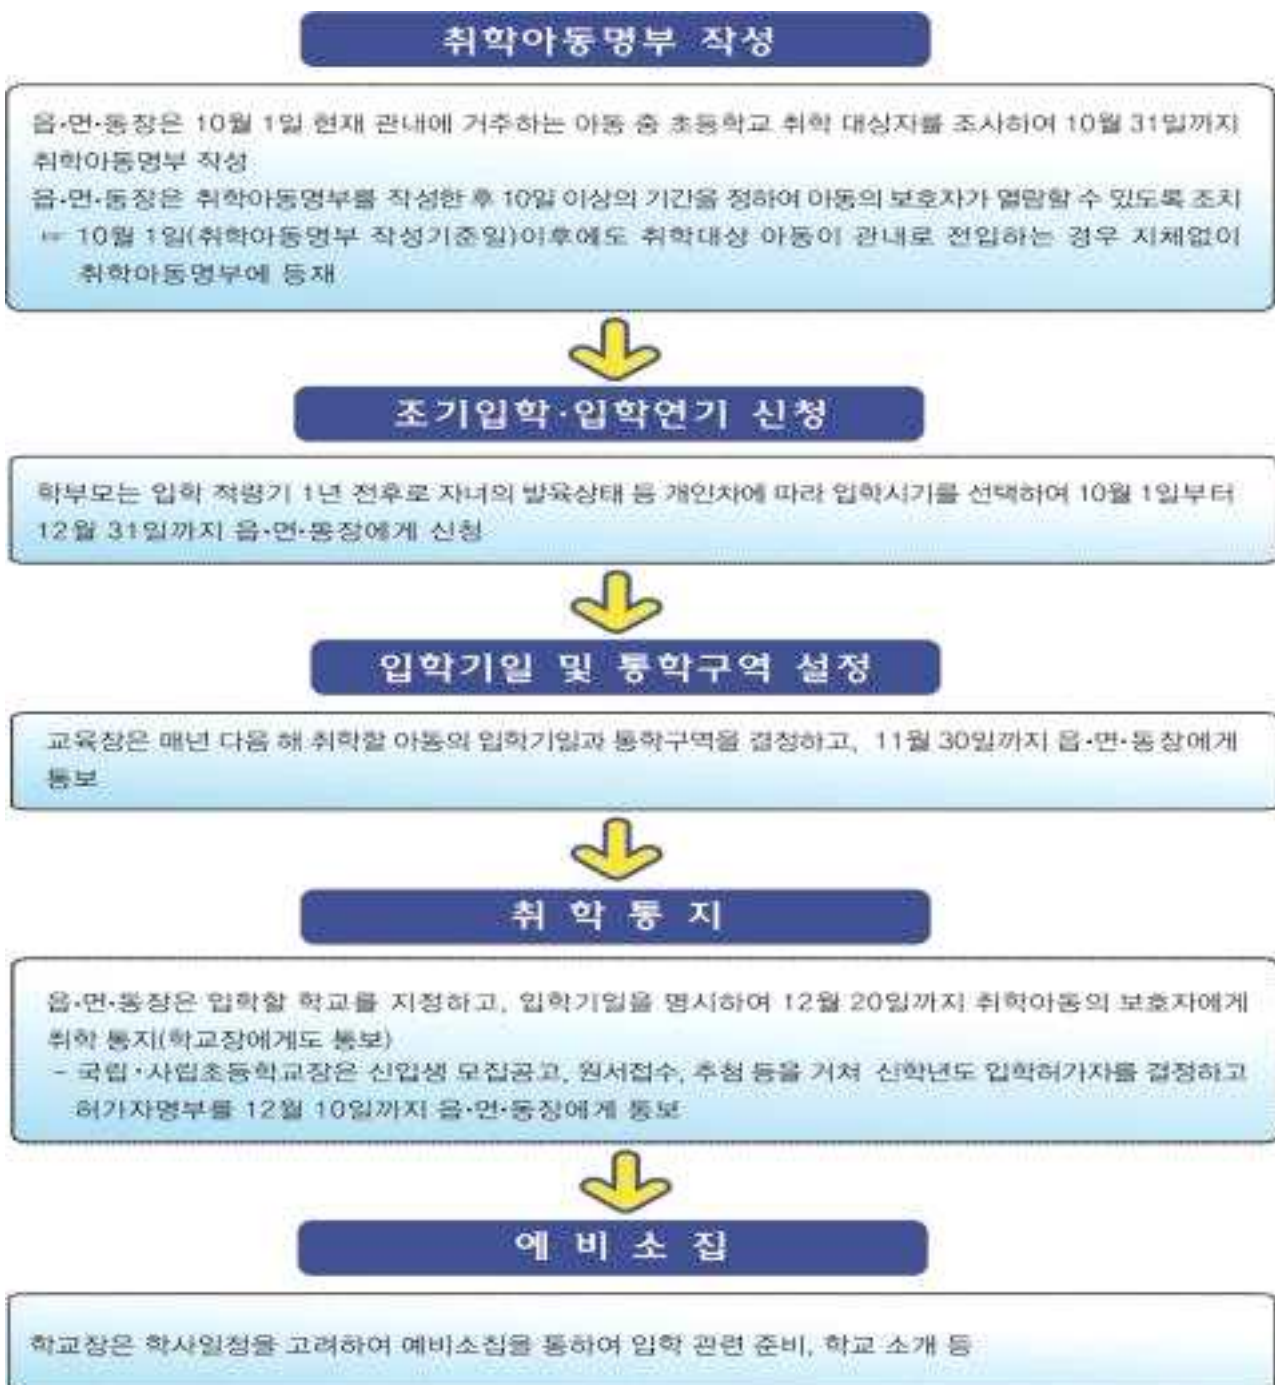 취학아동명부 작성
읍·면·동장은 10월 1일 현재 관내에 거주하는 아동 중 초등학교 취학 대상자를 조사하여 10월 31일까지
취학아동명부 작성
읍·면·동장은 취학아동명부를 작성한 후 10일 이상의 기간을 정하여 아동의 보호자가 열람할 수 있도록 조치
☞ 10월 1일(취학아동명부 작성기준일)이후에도 취학대상 아동이 관내로 전입하는 경우 지체없이
취학아동명부에 등재
조기입학·입학연기 신청
학부모는 입학 적령기 1년 전후로 자녀의 발육상태 등 개인차에 따라 입학시기를 선택하여 10월 1일부터
12월 31일까지 읍·면·동장에게 신청
입학기일 및 통학구역 설정
교육장은 매년 다음 해 취학할 아동의 입학기일과 통학구역을 결정하고, 11월 30일까지 읍·면·동장에게
통보
취 학 통 지
읍·면·동장은 입학할 학교를 지정하고, 입학기일을 명시하여 12월 20일까지 취학아동의 보호자에게
취학 통지(학교장에게도 통보)
- 국립·사립초등학교장은 신입생 모집공고, 원서접수, 추첨 등을 거쳐 신학년도 입학허가자를 결정하고
허가자명부를 12월 10일까지 읍·면·동장에게 통보
예 비 소 집
학교장은 학사일정을 고려하여 예비소집을 통하여 입학 관련 준비, 학교 소개 등